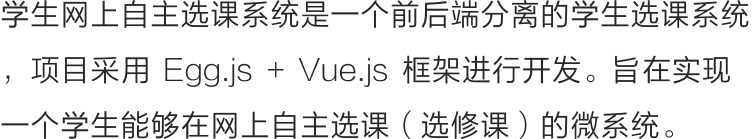 学生网上自主选课系统是一个前后端分离的学生选课系统
，项目采用 Egg.js + Vue.js 框架进行开发。旨在实现
一个学生能够在网上自主选课（选修课）的微系统。